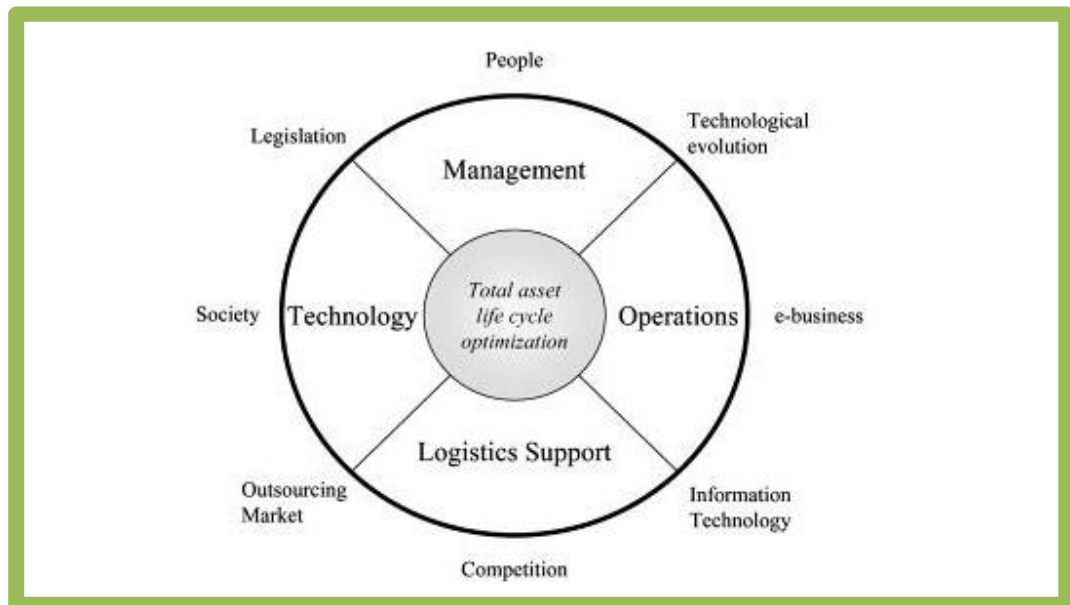 People
Legislation
Technological
evolution
Management
Society
Technology
Total asset
life cycle
optimization
Operations
e-business
Logistics Support
Outsourcing
Market
Information
Technology
Competition